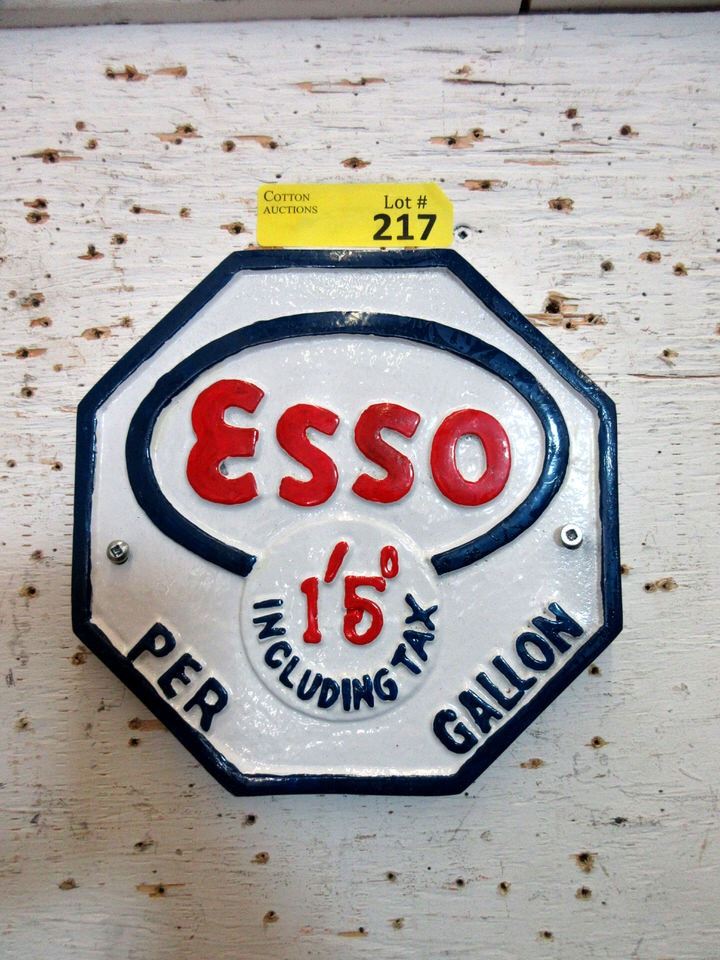 COTTON AUCTIONS
Lot #
217
Esso
1'5°
INCLUDING TAX
PER GALLON